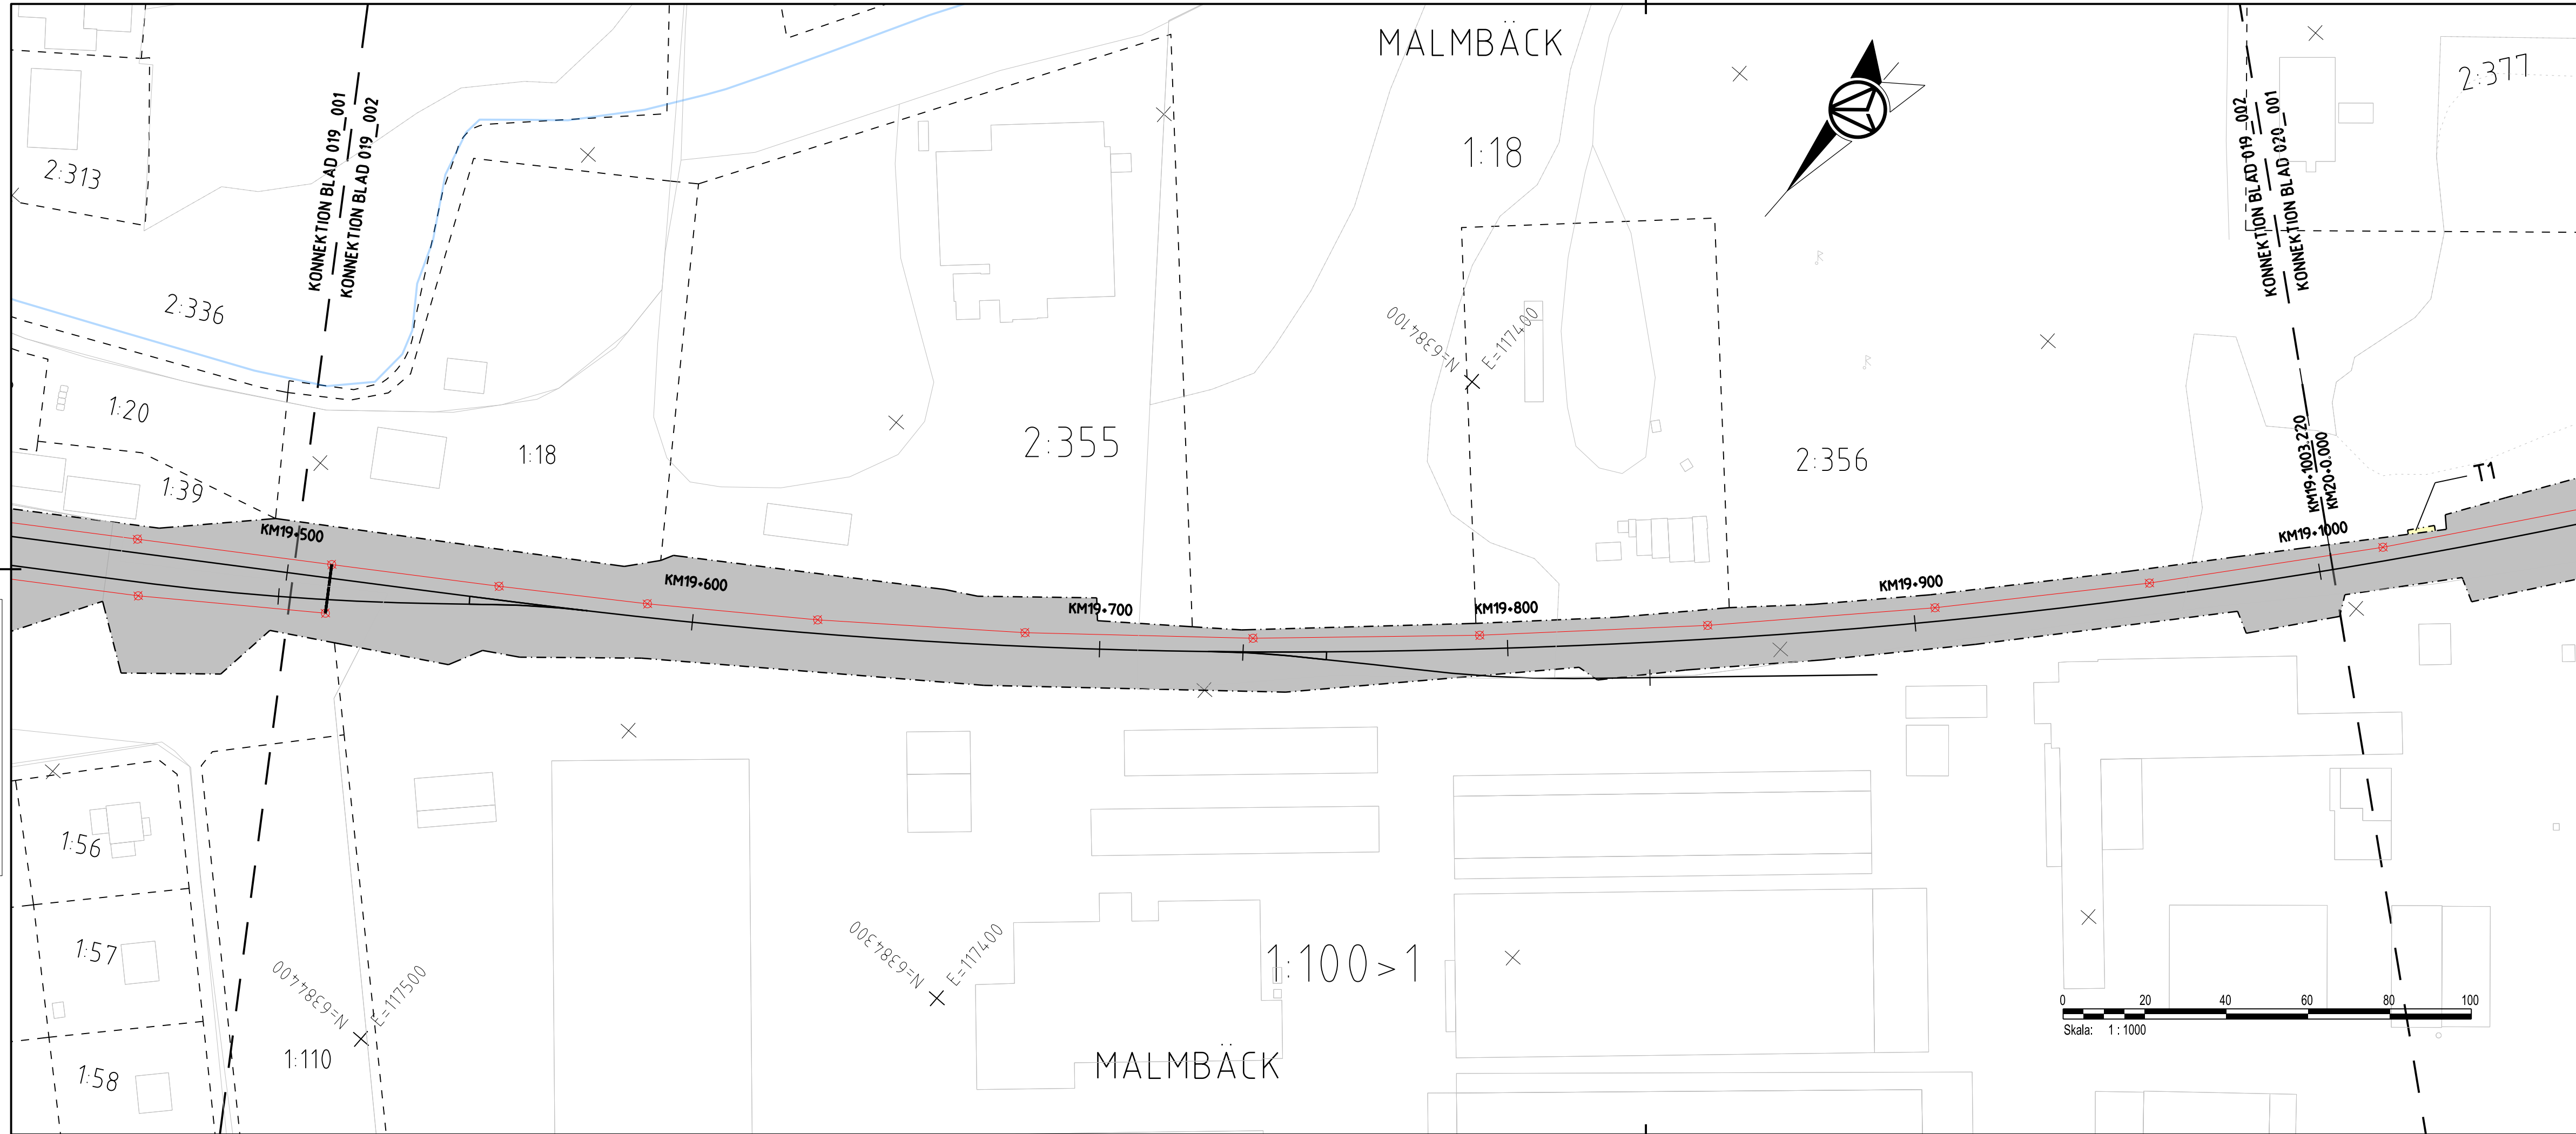 MALMBÄCK
2:377
KONNEKTION BLAD 019_001
KONNEKTION BLAD 019_002
KONNEKTION BLAD 019_002
KONNEKTION BLAD 020_001
1:18
2:313
2:336
N=6384100
E=117400
1:20
1:18
2:355
2:356
1:39
KM19+1003.220
KM20+0.000
T1
KM19+500
KM19+600
KM19+700
KM19+800
KM19+900
KM19+1000
1:56
1:57
1:58
N=6384400
E=117500
1:110
N=6384300
E=117400
1:100>1
MALMBÄCK
0 20 40 60 80 100
Skala: 1 : 1000